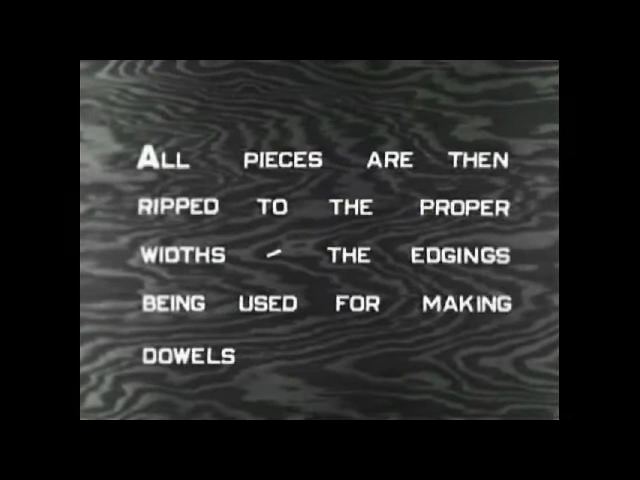 ALL PIECES ARE THEN
RIPPED TO THE PROPER
WIDTHS - THE EDGINGS
BEING USED FOR MAKING
DOWELS